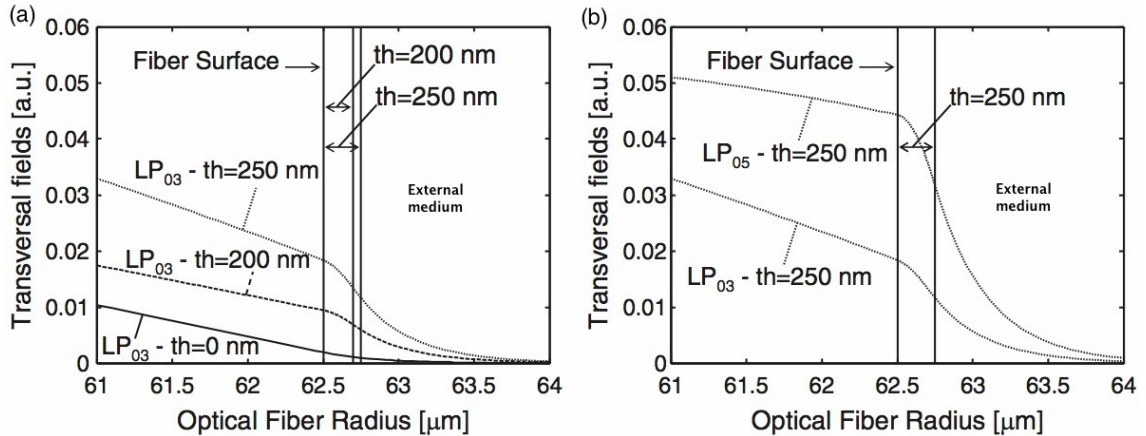 (a)
0.06
0.05
0.04
0.03
0.02
0.01
0
Transversal fields [a.u.]
Fiber Surface
th=200 nm
th=250 nm
LP03 - th=250 nm
External
medium
LP03 - th=200 nm
LP03 - th=0 nm
61
61.5
62
62.5
63
63.5
64
Optical Fiber Radius [μm]
(b)
0.06
0.05
0.04
0.03
0.02
0.01
0
Transversal fields [a.u.]
Fiber Surface
th=250 nm
LP05 - th=250 nm
External
medium
LP03 - th=250 nm
61
61.5
62
62.5
63
63.5
64
Optical Fiber Radius [μm]